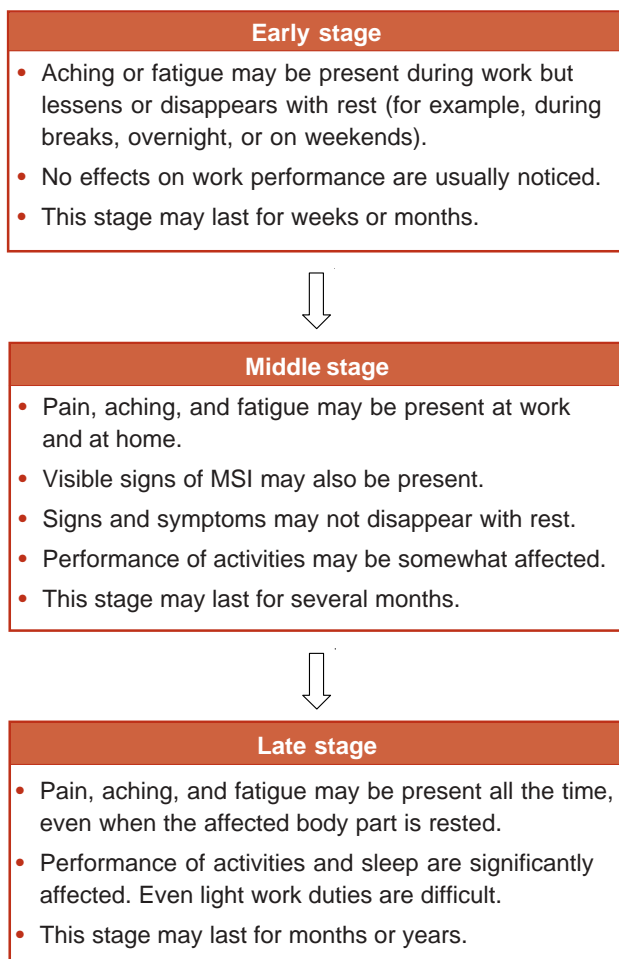 Early stage
• Aching or fatigue may be present during work but
lessens or disappears with rest (for example, during
breaks, overnight, or on weekends).
• No effects on work performance are usually noticed.
• This stage may last for weeks or months.
Middle stage
• Pain, aching, and fatigue may be present at work
and at home.
• Visible signs of MSI may also be present.
• Signs and symptoms may not disappear with rest.
• Performance of activities may be somewhat affected.
• This stage may last for several months.
Late stage
• Pain, aching, and fatigue may be present all the time,
even when the affected body part is rested.
• Performance of activities and sleep are significantly
affected. Even light work duties are difficult.
• This stage may last for months or years.